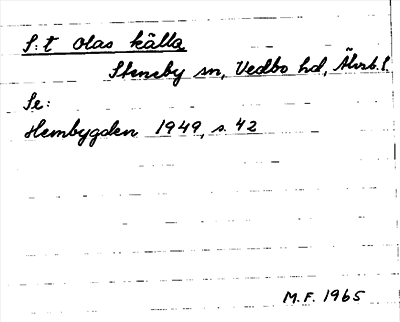 S:t Olas källa
Steneby sn, Vedbo hd, Älvsb. l.
Se:
Hembygden 1949, s. 42
M.F. 1965